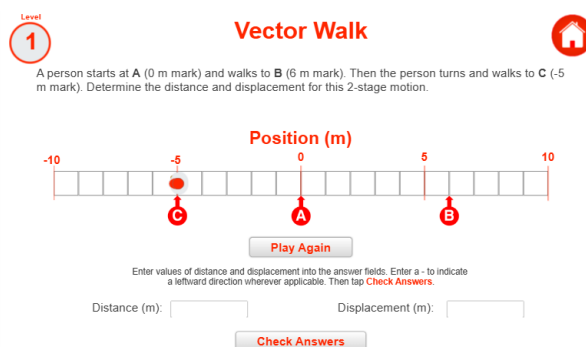 Level
1
Vector Walk
A person starts at A (0 m mark) and walks to B (6 m mark). Then the person turns and walks to C (-5
m mark). Determine the distance and displacement for this 2-stage motion.
Position (m)
-10 -5 0 5 10
C A B
Play Again
Enter values of distance and displacement into the answer fields. Enter a - to indicate
a leftward direction wherever applicable. Then tap Check Answers.
Distance (m): Displacement (m):
Check Answers